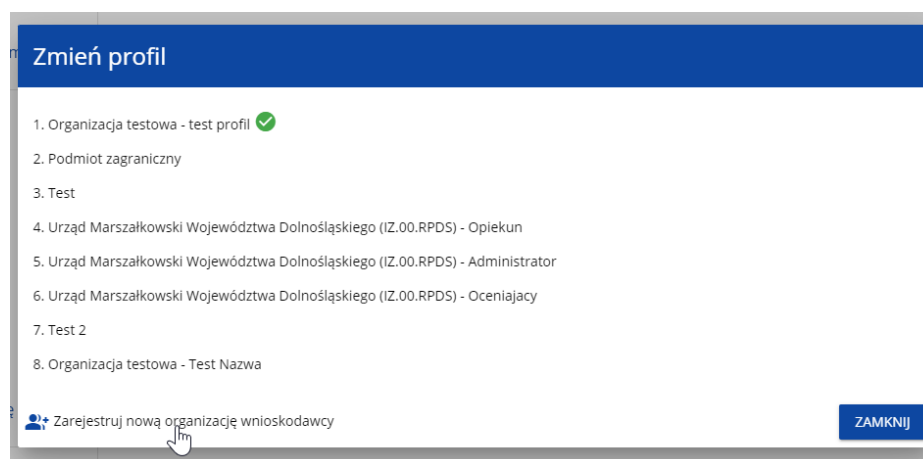 Zmień profil
1. Organizacja testowa - test profil
2. Podmiot zagraniczny
3. Test
4. Urząd Marszałkowski Województwa Dolnośląskiego (IZ.00.RPDS) - Opiekun
5. Urząd Marszałkowski Województwa Dolnośląskiego (IZ.00.RPDS) - Administrator
6. Urząd Marszałkowski Województwa Dolnośląskiego (IZ.00.RPDS) - Oceniajacy
7. Test 2
8. Organizacja testowa - Test Nazwa
Zarejestruj nową organizację wnioskodawcy
ZAMKNIJ